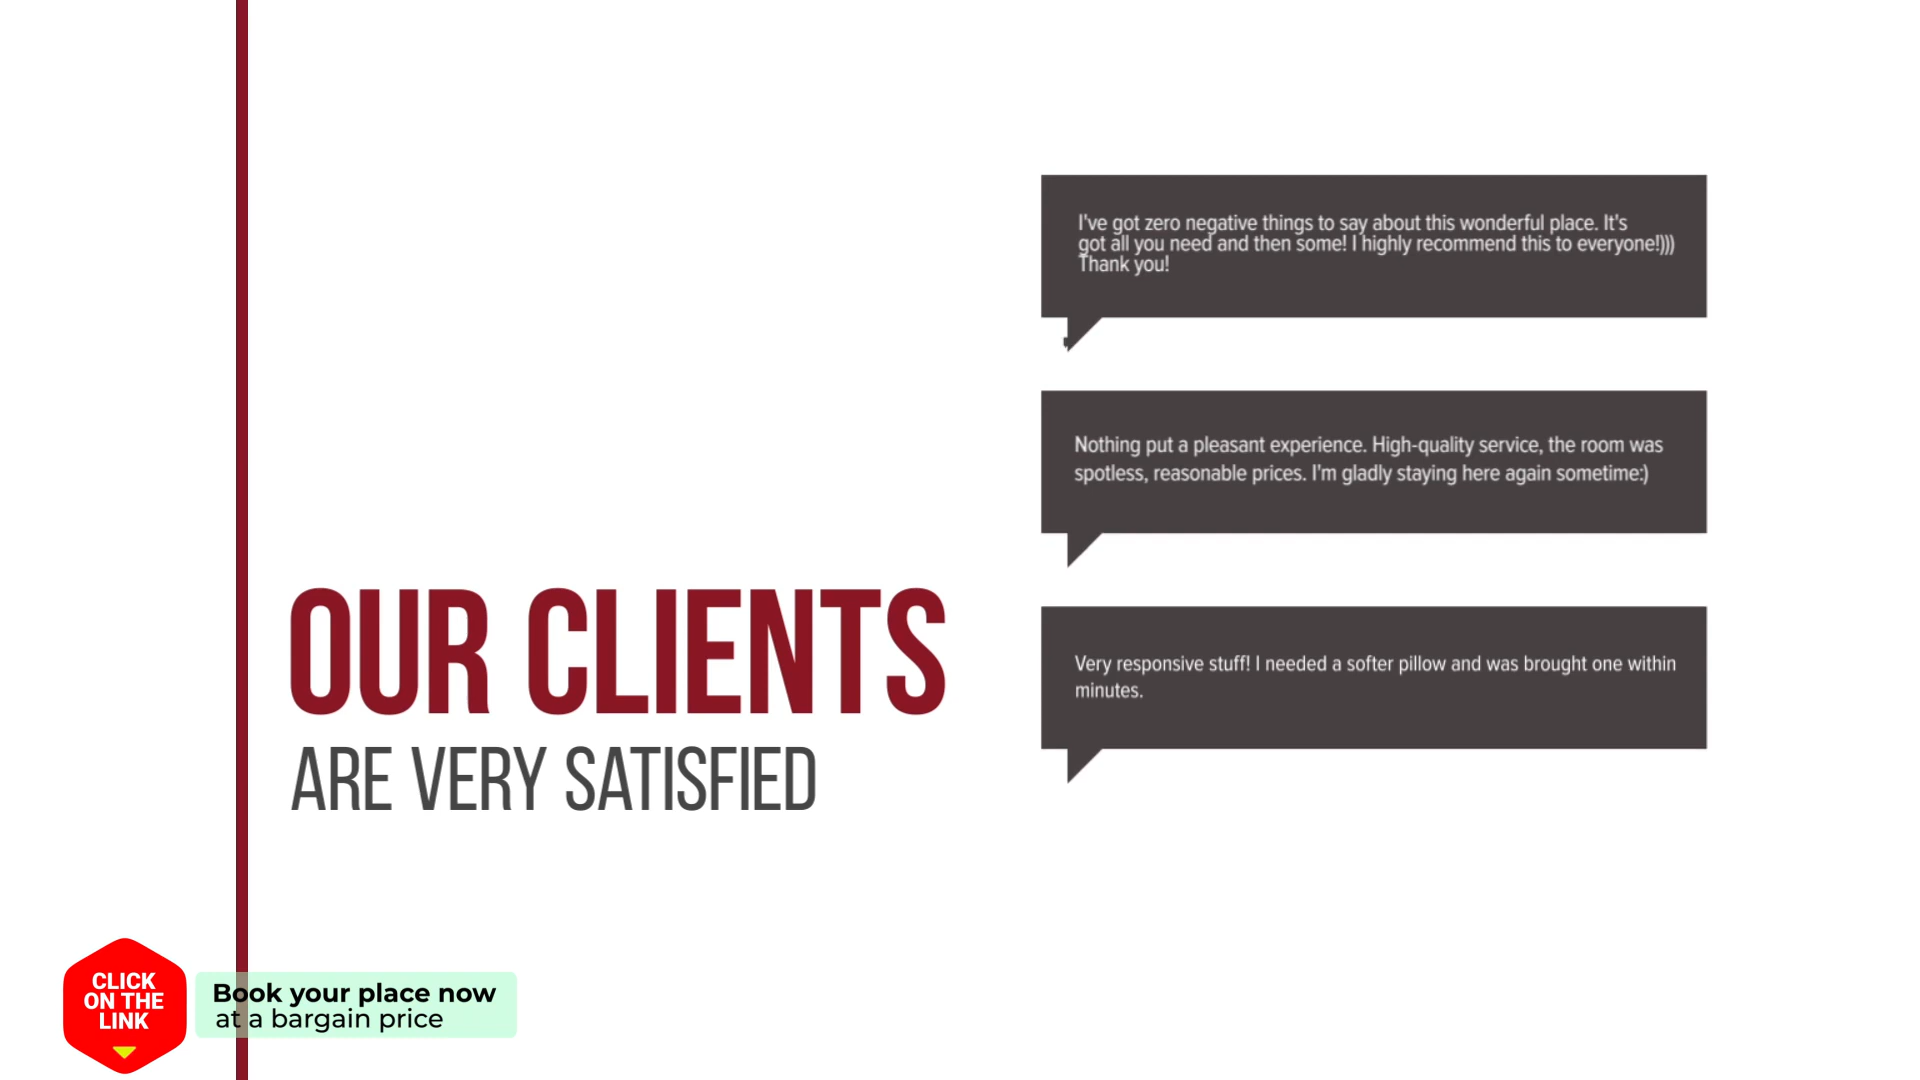 I've got zero negative things to say about this wonderful place. It's
got all you need and then some! I highly recommend this to everyone!)))
Thank you!
Nothing put a pleasant experience. High-quality service, the room was
spotless, reasonable prices. I'm gladly staying here again sometime:)
Very responsive stuff! I needed a softer pillow and was brought one within
minutes.
OUR CLIENTS
ARE VERY SATISFIED
CLICK
ON THE
LINK
Book your place now
at a bargain price